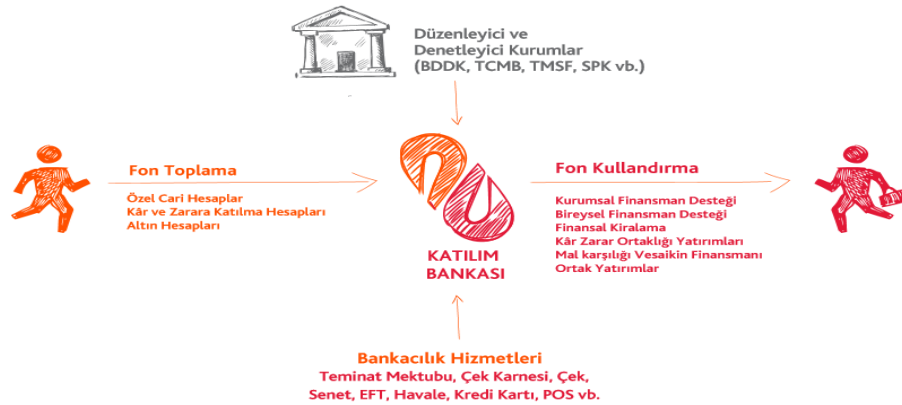 Düzenleyici ve
Denetleyici Kurumlar
(BDDK, TCMB, TMSF, SPK vb.)
Fon Toplama
Özel Cari Hesaplar
Kâr ve Zarara Katılma Hesapları
Altın Hesapları
KATILIM
BANKASI
Fon Kullandırma
Kurumsal Finansman Desteği
Bireysel Finansman Desteği
Finansal Kiralama
Kâr Zarar Ortaklığı Yatırımları
Mal karşılığı Vesaikin Finansmanı
Ortak Yatırımlar
Bankacılık Hizmetleri
Teminat Mektubu, Çek Karnesi, Çek,
Senet, EFT, Havale, Kredi Kartı, POS vb.